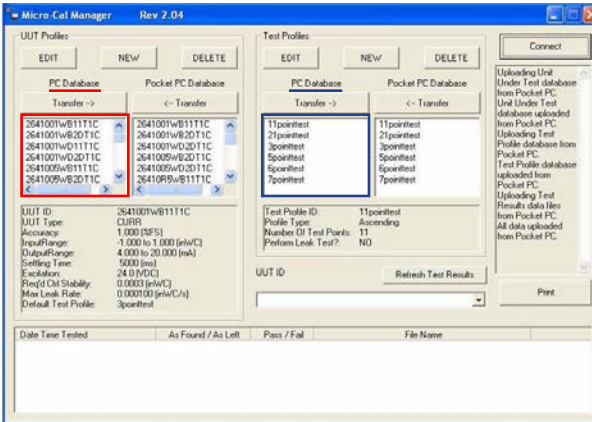 Micro-Cal Manager Rev 2.04
UUT Profiles
EDIT NEW DELETE
PC Database Pocket PC Database
Transfer --> <-- Transfer
2641001WB11T1C
2641001WB2DT1C
2641001WD11T1C
2641001WD2DT1C
2641005WB11T1C
2641005WB2DT1C
2641001WB11T1C
2641001WB2DT1C
2641001WD2DT1C
2641005WB2DT1C
2641005WD2DT1C
26410R5WB11T1C
UUT ID: 2641001WB11T1C
UUT Type: CURR
Accuracy: 1.000 (%FS)
InputRange: -1.000 to 1.000 (inWC)
OutputRange: 4.000 to 20.000 (mA)
Settling Time: 5000 (ms)
Excitation: 24.0 (VDC)
Req'd Ctrl Stability: 0.0003 (inWC)
Max Leak Rate: 0.000100 (inWC/s)
Default Test Profile: 3pointtest
Test Profiles
EDIT NEW DELETE
PC Database Pocket PC Database
Transfer --> <-- Transfer
11pointtest
21pointtest
3pointtest
5pointtest
6pointtest
7pointtest
11pointtest
21pointtest
3pointtest
5pointtest
6pointtest
7pointtest
Test Profile ID: 11pointtest
Profile Type: Ascending
Number Of Test Points: 11
Perform Leak Test?: NO
UUT ID Refresh Test Results
Connect
Uploading Unit
Under Test database
from Pocket PC.
Unit Under Test
database uploaded
from Pocket PC.
Uploading Test
Profile database from
Pocket PC.
Test Profile database
uploaded from
Pocket PC.
Uploading Test
Results data files
from Pocket PC.
All data uploaded
from Pocket PC.
Print
Date Time Tested As Found / As Left Pass / Fail File Name